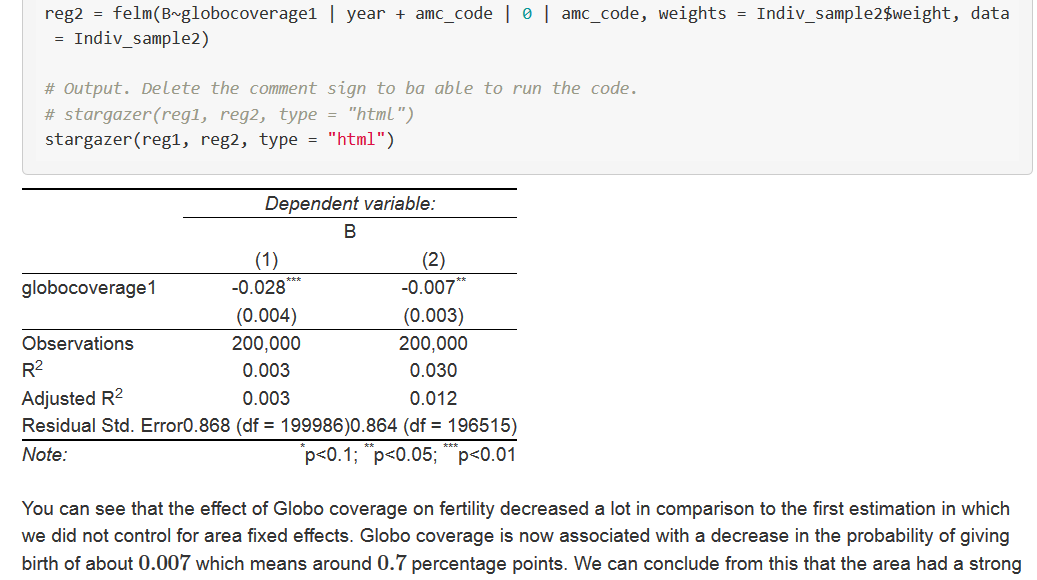 reg2 = felm(B~globocoverage1 | year + amc_code | 0 | amc_code, weights = Indiv_sample2$weight, data
= Indiv_sample2)
# Output. Delete the comment sign to ba able to run the code.
# stargazer(reg1, reg2, type = "html")
stargazer(reg1, reg2, type = "html")
Dependent variable:
B
(1) (2)
globocoverage1 -0.028*** -0.007**
(0.004) (0.003)
Observations 200,000 200,000
R2 0.003 0.030
Adjusted R2 0.003 0.012
Residual Std. Error0.868 (df = 199986)0.864 (df = 196515)
Note: *p<0.1; **p<0.05; ***p<0.01
You can see that the effect of Globo coverage on fertility decreased a lot in comparison to the first estimation in which
we did not control for area fixed effects. Globo coverage is now associated with a decrease in the probability of giving
birth of about 0.007 which means around 0.7 percentage points. We can conclude from this that the area had a strong